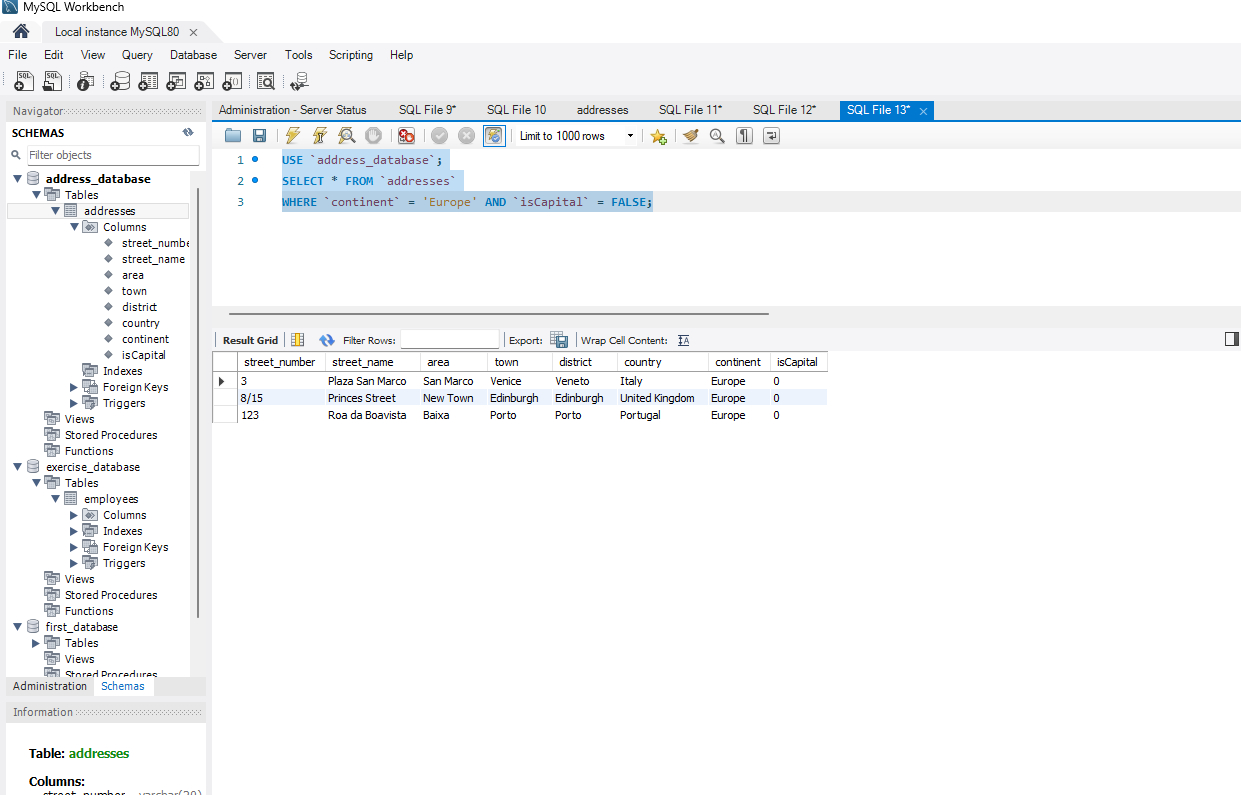 MySQL Workbench
Local instance MySQL80
File Edit View Query Database Server Tools Scripting Help
Navigator
SCHEMAS
Filter objects
address_database
Tables
addresses
Columns
street_numbe
street_name
area
town
district
country
continent
isCapital
Indexes
Foreign Keys
Triggers
Views
Stored Procedures
Functions
exercise_database
Tables
employees
Columns
Indexes
Foreign Keys
Triggers
Views
Stored Procedures
Functions
first_database
Tables
Views
Stored Procedures
Administration Schemas
Information
Table: addresses
Columns:
street_number varchar(20)
Administration - Server Status SQL File 9* SQL File 10 addresses SQL File 11* SQL File 12* SQL File 13*
Limit to 1000 rows
1 USE `address_database`;
2 SELECT * FROM `addresses`
3 WHERE `continent` = 'Europe' AND `isCapital` = FALSE;
Result Grid Filter Rows: Export: Wrap Cell Content:
street_number street_name area town district country continent isCapital
3 Plaza San Marco San Marco Venice Veneto Italy Europe 0
8/15 Princes Street New Town Edinburgh Edinburgh United Kingdom Europe 0
123 Roa da Boavista Baixa Porto Porto Portugal Europe 0